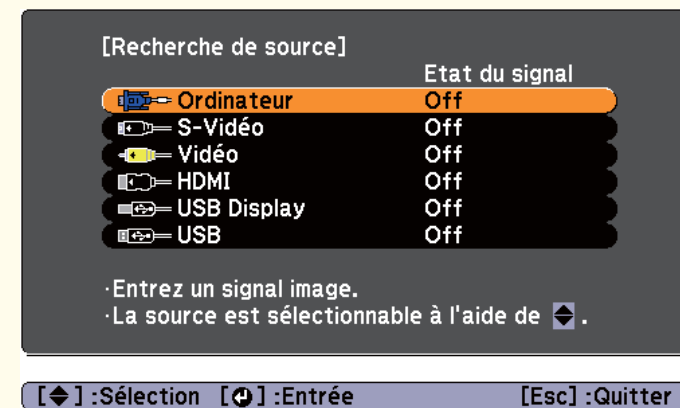 [Recherche de source]
Etat du signal
Ordinateur Off
S-Vidéo Off
Vidéo Off
HDMI Off
USB Display Off
USB Off
·Entrez un signal image.
·La source est sélectionnable à l'aide de ◆ .
[◆] :Sélection [↵] :Entrée [Esc] :Quitter